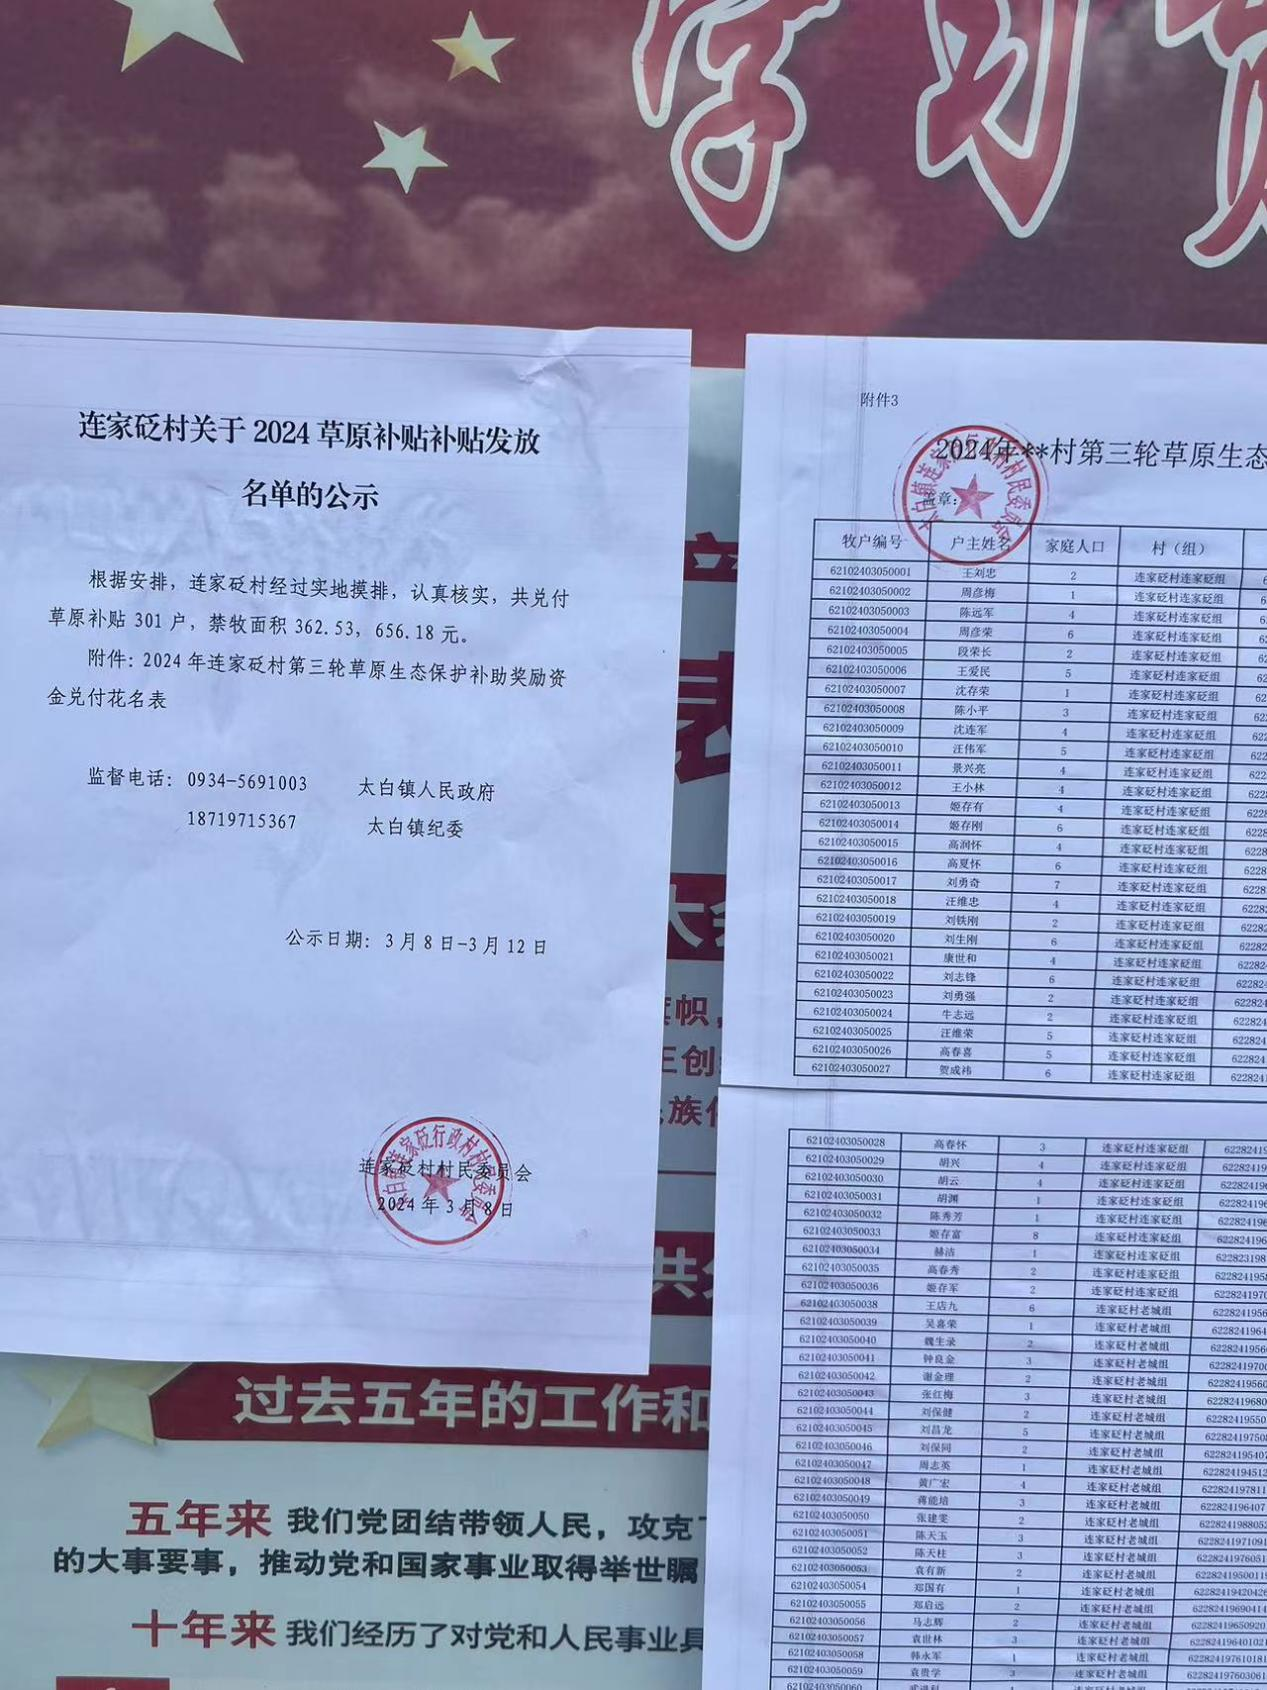 学习贯
连家砭村关于 2024 草原补贴补贴发放
名单的公示
根据安排，连家砭村经过实地摸排，认真核实，共兑付
草原补贴 301 户，禁牧面积 362.53，656.18 元。
附件：2024 年连家砭村第三轮草原生态保护补助奖励资
金兑付花名表
监督电话：0934-5691003 太白镇人民政府
18719715367 太白镇纪委
公示日期：3 月 8 日-3 月 12 日
连家砭村村民委员会
2024 年 3 月 8 日
附件3
2024年**村第三轮草原生态
盖章：
牧户编号 户主姓名 家庭人口 村（组）
62102403050001 王刘忠 2 连家砭村连家砭组
62102403050002 周彦梅 1 连家砭村连家砭组
62102403050003 陈远军 4 连家砭村连家砭组
62102403050004 周彦荣 6 连家砭村连家砭组
62102403050005 段荣长 2 连家砭村连家砭组
62102403050006 王爱民 5 连家砭村连家砭组
62102403050007 沈存荣 1 连家砭村连家砭组
62102403050008 陈小平 3 连家砭村连家砭组
62102403050009 沈连军 4 连家砭村连家砭组
62102403050010 汪伟军 5 连家砭村连家砭组
62102403050011 景兴亮 4 连家砭村连家砭组
62102403050012 王小林 4 连家砭村连家砭组
62102403050013 姬存有 4 连家砭村连家砭组
62102403050014 姬存刚 6 连家砭村连家砭组
62102403050015 高润怀 4 连家砭村连家砭组
62102403050016 高夏怀 6 连家砭村连家砭组
62102403050017 刘勇奇 7 连家砭村连家砭组
62102403050018 汪维忠 4 连家砭村连家砭组
62102403050019 刘铁刚 2 连家砭村连家砭组
62102403050020 刘生刚 6 连家砭村连家砭组
62102403050021 康世和 4 连家砭村连家砭组
62102403050022 刘志锋 6 连家砭村连家砭组
62102403050023 刘勇强 2 连家砭村连家砭组
62102403050024 牛志远 2 连家砭村连家砭组
62102403050025 汪维荣 5 连家砭村连家砭组
62102403050026 高春喜 5 连家砭村连家砭组
62102403050027 贺成祎 6 连家砭村连家砭组
62102403050028 高春怀 3 连家砭村连家砭组
62102403050029 胡兴 4 连家砭村连家砭组
62102403050030 胡云 4 连家砭村连家砭组
62102403050031 胡渊 1 连家砭村连家砭组
62102403050032 陈秀芳 1 连家砭村连家砭组
62102403050033 姬存富 8 连家砭村连家砭组
62102403050034 赫洁 1 连家砭村连家砭组
62102403050035 高春秀 2 连家砭村连家砭组
62102403050036 姬存军 2 连家砭村连家砭组
62102403050038 王店九 6 连家砭村老城组
62102403050039 吴喜荣 1 连家砭村老城组
62102403050040 魏生录 2 连家砭村老城组
62102403050041 钟良金 3 连家砭村老城组
62102403050042 谢金理 2 连家砭村老城组
62102403050043 张红梅 3 连家砭村老城组
62102403050044 刘保健 2 连家砭村老城组
62102403050045 刘昌龙 5 连家砭村老城组
62102403050046 刘保同 2 连家砭村老城组
62102403050047 周志英 1 连家砭村老城组
62102403050048 黄广宏 4 连家砭村老城组
62102403050049 蒋能培 3 连家砭村老城组
62102403050050 张建雯 2 连家砭村老城组
62102403050051 陈天玉 3 连家砭村老城组
62102403050052 陈天柱 3 连家砭村老城组
62102403050053 袁有新 2 连家砭村老城组
62102403050054 郑国有 1 连家砭村老城组
62102403050055 郑启远 2 连家砭村老城组
62102403050056 马志辉 2 连家砭村老城组
62102403050057 袁世林 3 连家砭村老城组
62102403050058 韩永军 1 连家砭村老城组
62102403050059 袁贵学 3 连家砭村老城组
62102403050060
过去五年的工作和
五年来 我们党团结带领人民，攻克
的大事要事，推动党和国家事业取得举世瞩
十年来 我们经历了对党和人民事业具